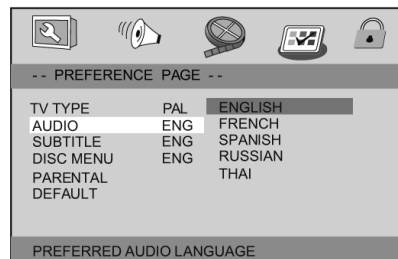 -- PREFERENCE PAGE --
TV TYPE PAL ENGLISH
AUDIO ENG FRENCH
SUBTITLE ENG SPANISH
DISC MENU ENG RUSSIAN
PARENTAL THAI
DEFAULT
PREFERRED AUDIO LANGUAGE